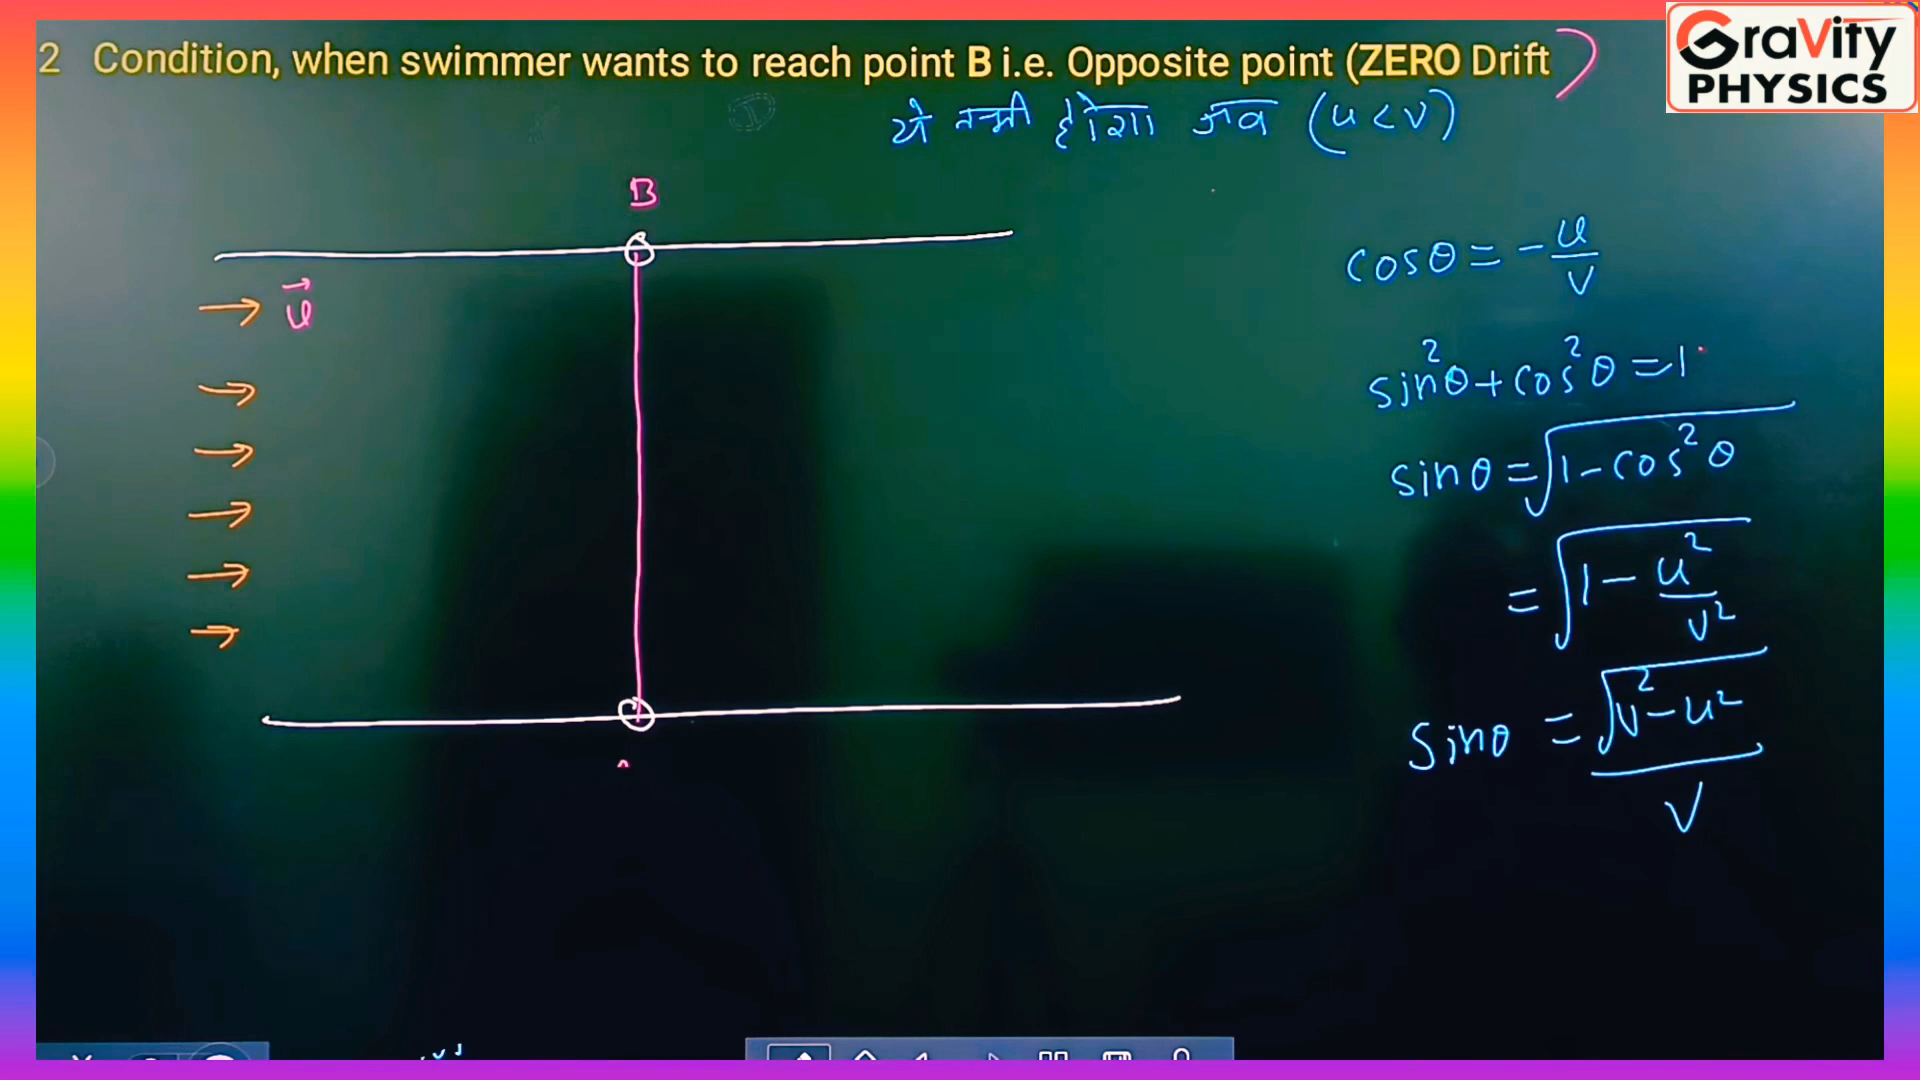 2 Condition, when swimmer wants to reach point B i.e. Opposite point (ZERO Drift)
GraVity
PHYSICS
ये तभी होगा जब (u < v)
B
u⃗
cosθ = -u/v
sin²θ + cos²θ = 1
sinθ = √(1 - cos²θ)
= √(1 - u²/v²)
sinθ = √(v² - u²)/v